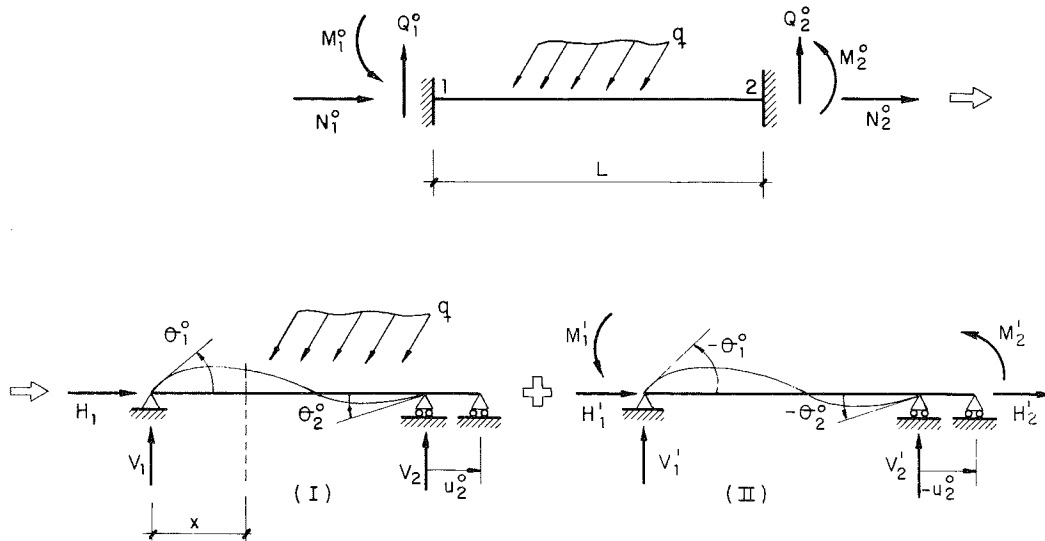 M₁° Q₁° q Q₂° M₂°
1 2
N₁° N₂°
L
q
θ₁° M₁' -θ₁° M₂'
H₁ θ₂° H₁' -θ₂° H₂'
V₁ V₂ u₂° V₁' V₂' -u₂°
(I) (II)
x